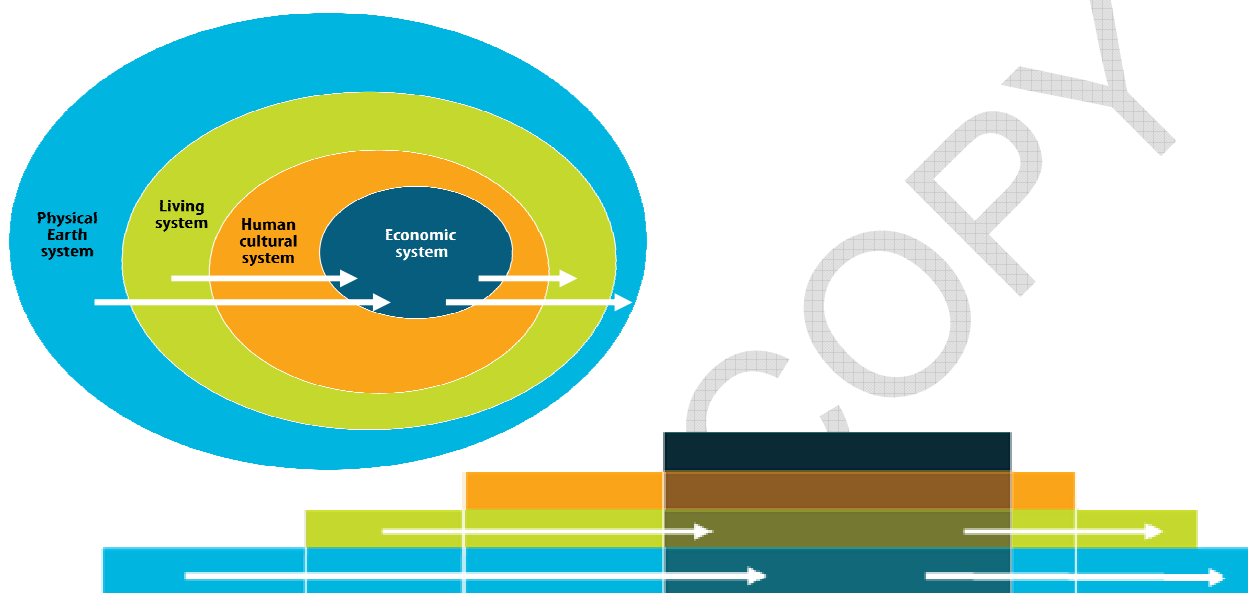 Physical
Earth
system
Living
system
Human
cultural
system
Economic
system
COPY